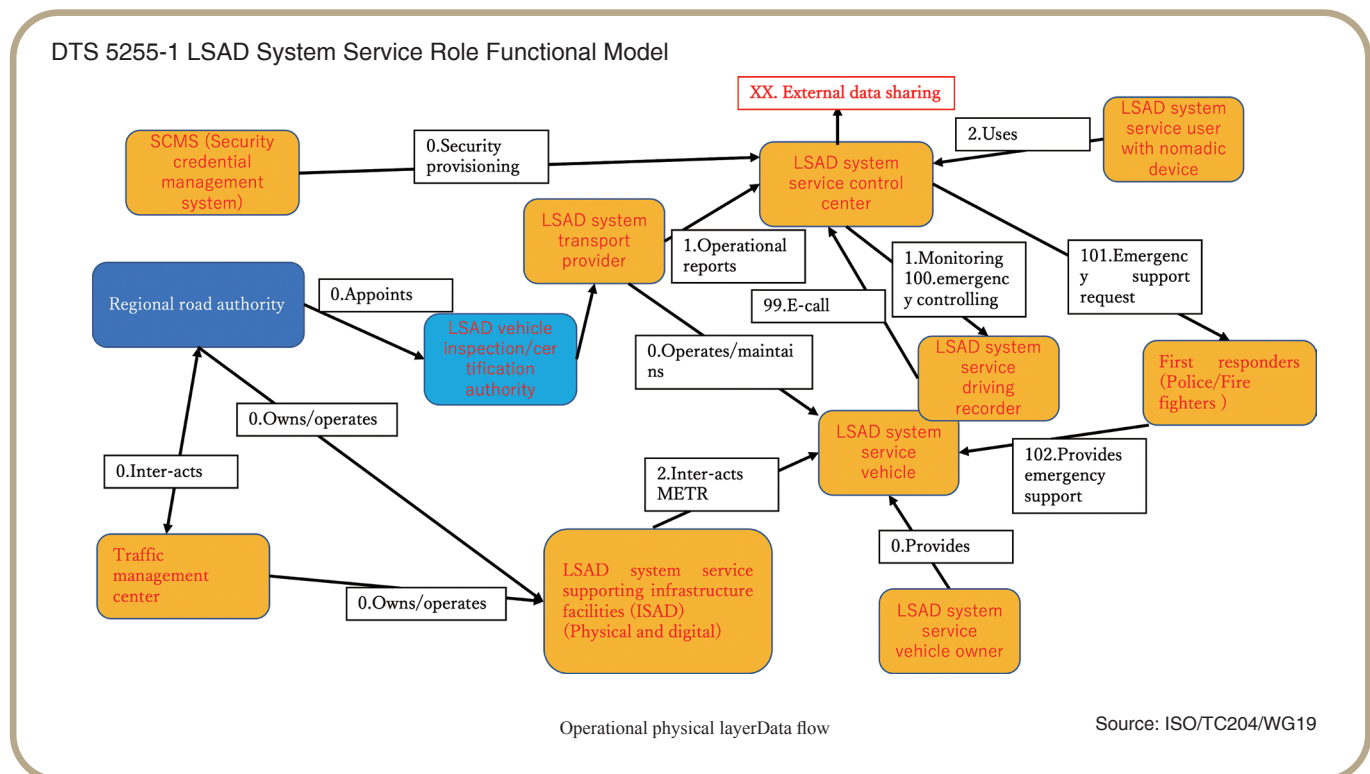 DTS 5255-1 LSAD System Service Role Functional Model
XX. External data sharing
SCMS (Security
credential
management
system)
0.Security
provisioning
LSAD system
service control
center
2.Uses
LSAD system
service user
with nomadic
device
LSAD system
transport
provider
1.Operational
reports
1.Monitoring
100.emergenc
y controlling
101.Emergenc
y support
request
Regional road authority
0.Appoints
99.E-call
LSAD vehicle
inspection/cer
tification
authority
0.Operates/maintai
ns
LSAD system
service
driving
recorder
First responders
(Police/Fire
fighters )
0.Owns/operates
LSAD system
service
vehicle
102.Provides
emergency
support
0.Inter-acts
2.Inter-acts
METR
Traffic
management
center
0.Owns/operates
LSAD system service
supporting infrastructure
facilities (ISAD)
(Physical and digital)
0.Provides
LSAD system
service
vehicle owner
Operational physical layerData flow
Source: ISO/TC204/WG19